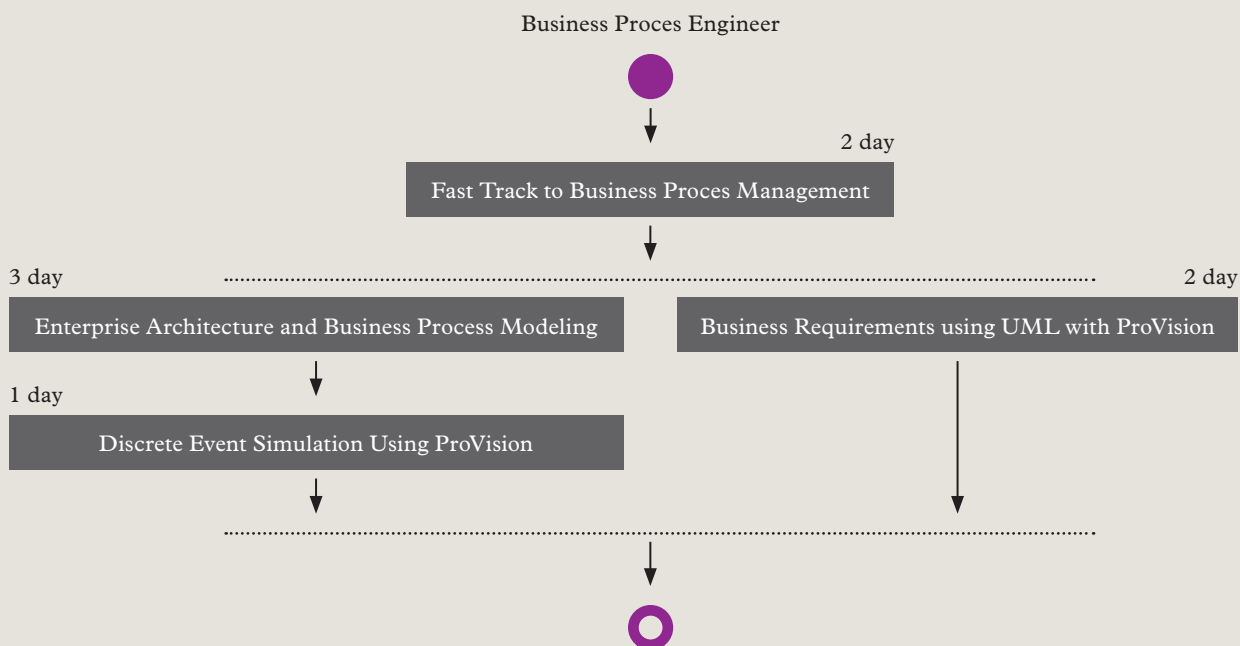 Business Proces Engineer
2 day
Fast Track to Business Proces Management
3 day
2 day
Enterprise Architecture and Business Process Modeling
Business Requirements using UML with ProVision
1 day
Discrete Event Simulation Using ProVision